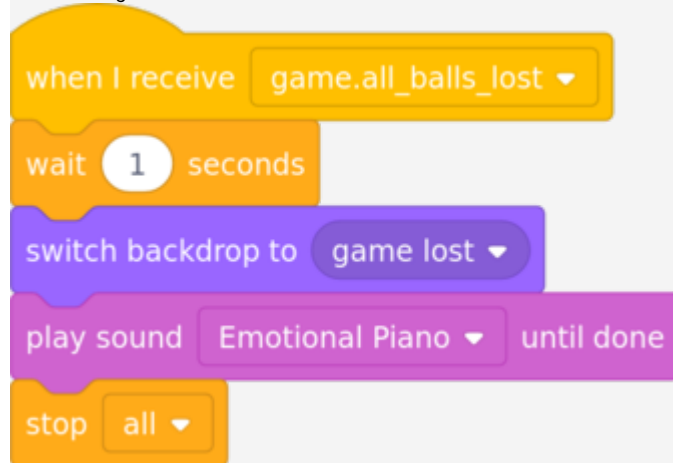 when I receive game.all_balls_lost
wait 1 seconds
switch backdrop to game lost
play sound Emotional Piano until done
stop all